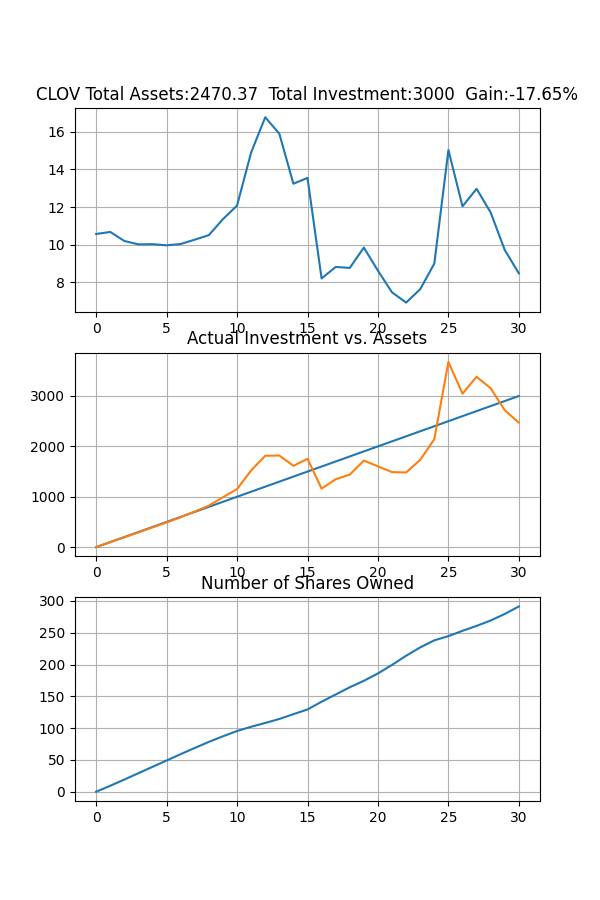 CLOV Total Assets:2470.37  Total Investment:3000  Gain:-17.65%
16
14
12
10
8
0 5 10 15 20 25 30
Actual Investment vs. Assets
3000
2000
1000
0
0 5 10 15 20 25 30
Number of Shares Owned
300
250
200
150
100
50
0
0 5 10 15 20 25 30